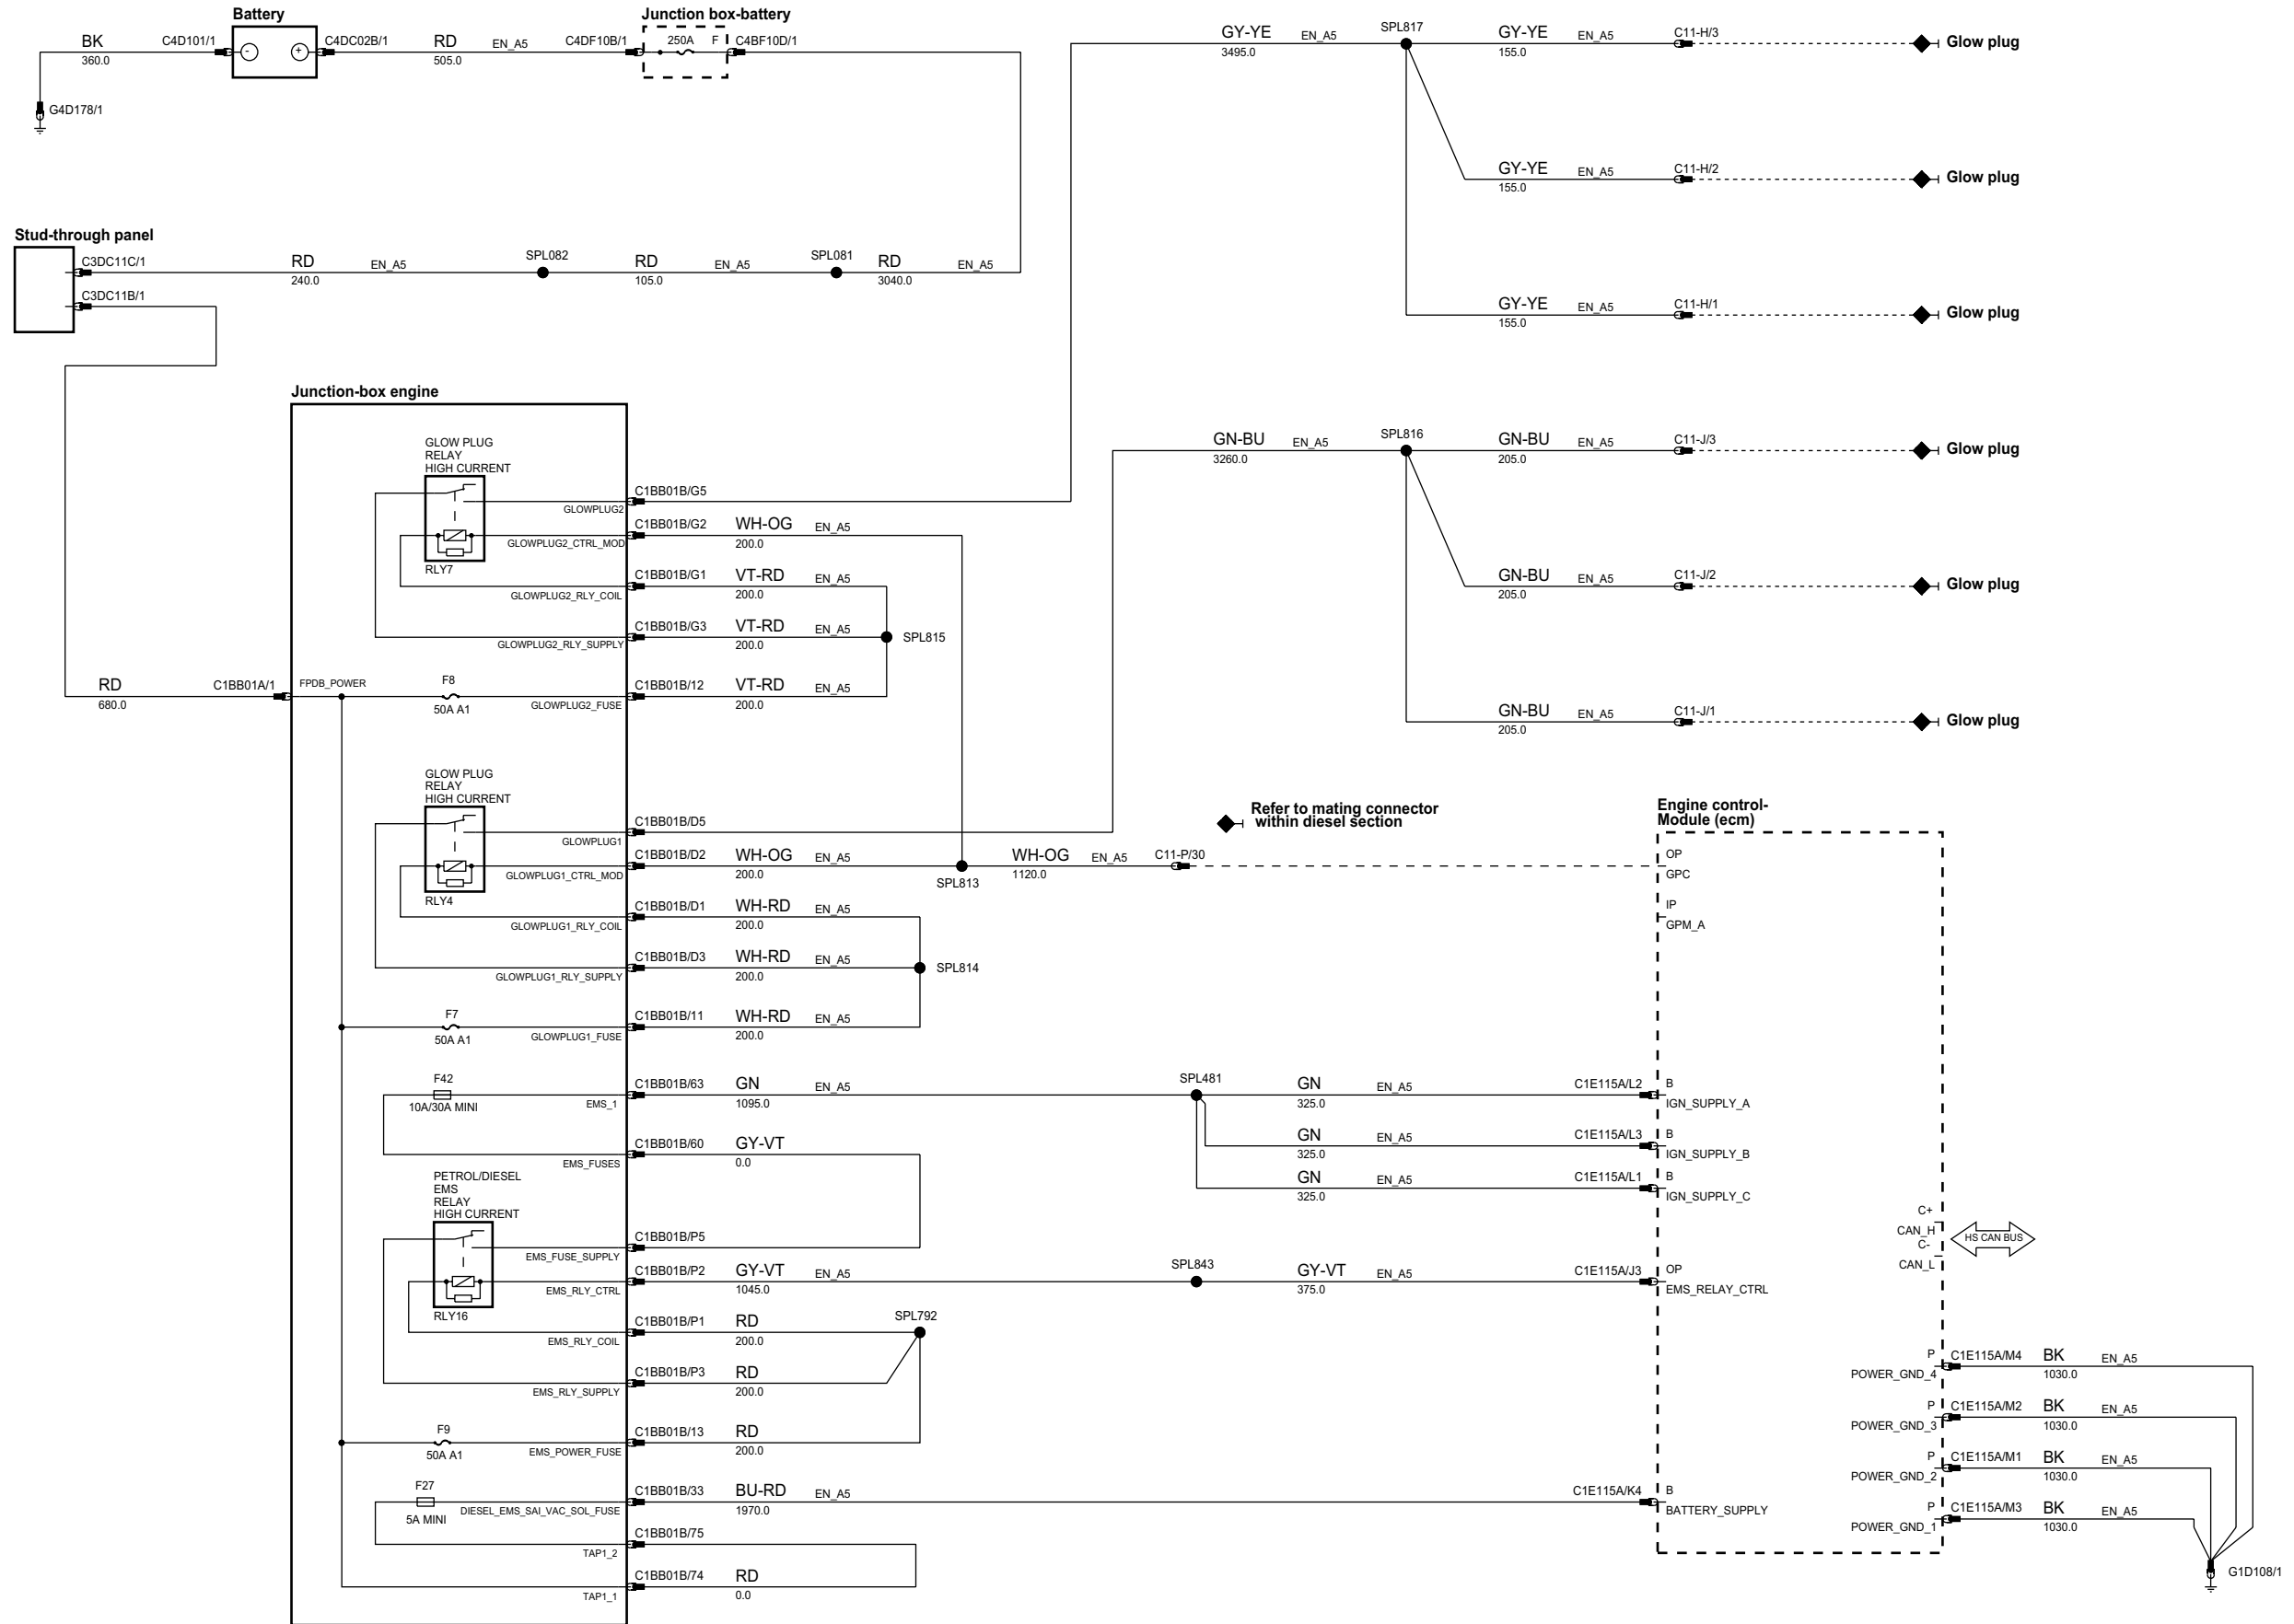 Battery
BK
360.0
C4D101/1
-
+
C4DC02B/1
RD
505.0
EN_A5
C4DF10B/1
Junction box-battery
250A F
C4BF10D/1
G4D178/1
GY-YE
3495.0
EN_A5
SPL817
GY-YE
155.0
EN_A5
C11-H/3
Glow plug
GY-YE
155.0
EN_A5
C11-H/2
Glow plug
GY-YE
155.0
EN_A5
C11-H/1
Glow plug
Stud-through panel
C3DC11C/1
RD
240.0
EN_A5
SPL082
RD
105.0
EN_A5
SPL081
RD
3040.0
EN_A5
C3DC11B/1
GN-BU
3260.0
EN_A5
SPL816
GN-BU
205.0
EN_A5
C11-J/3
Glow plug
GN-BU
205.0
EN_A5
C11-J/2
Glow plug
GN-BU
205.0
EN_A5
C11-J/1
Glow plug
Junction-box engine
GLOW PLUG
RELAY
HIGH CURRENT
RLY7
C1BB01B/G5
GLOWPLUG2
C1BB01B/G2
GLOWPLUG2_CTRL_MOD
WH-OG
200.0
EN_A5
C1BB01B/G1
GLOWPLUG2_RLY_COIL
VT-RD
200.0
EN_A5
C1BB01B/G3
GLOWPLUG2_RLY_SUPPLY
VT-RD
200.0
EN_A5
SPL815
RD
680.0
C1BB01A/1
FPDB_POWER
F8
50A A1
GLOWPLUG2_FUSE
C1BB01B/12
VT-RD
200.0
EN_A5
GLOW PLUG
RELAY
HIGH CURRENT
RLY4
C1BB01B/D5
GLOWPLUG1
C1BB01B/D2
GLOWPLUG1_CTRL_MOD
WH-OG
200.0
EN_A5
SPL813
WH-OG
1120.0
EN_A5
C11-P/30
Refer to mating connector
within diesel section
C1BB01B/D1
GLOWPLUG1_RLY_COIL
WH-RD
200.0
EN_A5
C1BB01B/D3
GLOWPLUG1_RLY_SUPPLY
WH-RD
200.0
EN_A5
SPL814
F7
50A A1
GLOWPLUG1_FUSE
C1BB01B/11
WH-RD
200.0
EN_A5
F42
10A/30A MINI
EMS_1
C1BB01B/63
GN
1095.0
EN_A5
SPL481
GN
325.0
EN_A5
C1E115A/L2
GN
325.0
EN_A5
C1E115A/L3
GN
325.0
EN_A5
C1E115A/L1
C1BB01B/60
EMS_FUSES
GY-VT
0.0
PETROL/DIESEL
EMS
RELAY
HIGH CURRENT
RLY16
C1BB01B/P5
EMS_FUSE_SUPPLY
C1BB01B/P2
EMS_RLY_CTRL
GY-VT
1045.0
EN_A5
SPL843
GY-VT
375.0
EN_A5
C1E115A/J3
C1BB01B/P1
EMS_RLY_COIL
RD
200.0
SPL792
C1BB01B/P3
EMS_RLY_SUPPLY
RD
200.0
F9
50A A1
EMS_POWER_FUSE
C1BB01B/13
RD
200.0
F27
5A MINI
DIESEL_EMS_SAI_VAC_SOL_FUSE
C1BB01B/33
BU-RD
1970.0
EN_A5
C1E115A/K4
C1BB01B/75
TAP1_2
C1BB01B/74
TAP1_1
RD
0.0
Engine control-
Module (ecm)
OP
GPC
IP
GPM_A
B
IGN_SUPPLY_A
B
IGN_SUPPLY_B
B
IGN_SUPPLY_C
C+
CAN_H
C-
CAN_L
HS CAN BUS
OP
EMS_RELAY_CTRL
P
POWER_GND_4
C1E115A/M4
BK
1030.0
EN_A5
P
POWER_GND_3
C1E115A/M2
BK
1030.0
EN_A5
P
POWER_GND_2
C1E115A/M1
BK
1030.0
EN_A5
B
BATTERY_SUPPLY
P
POWER_GND_1
C1E115A/M3
BK
1030.0
EN_A5
G1D108/1